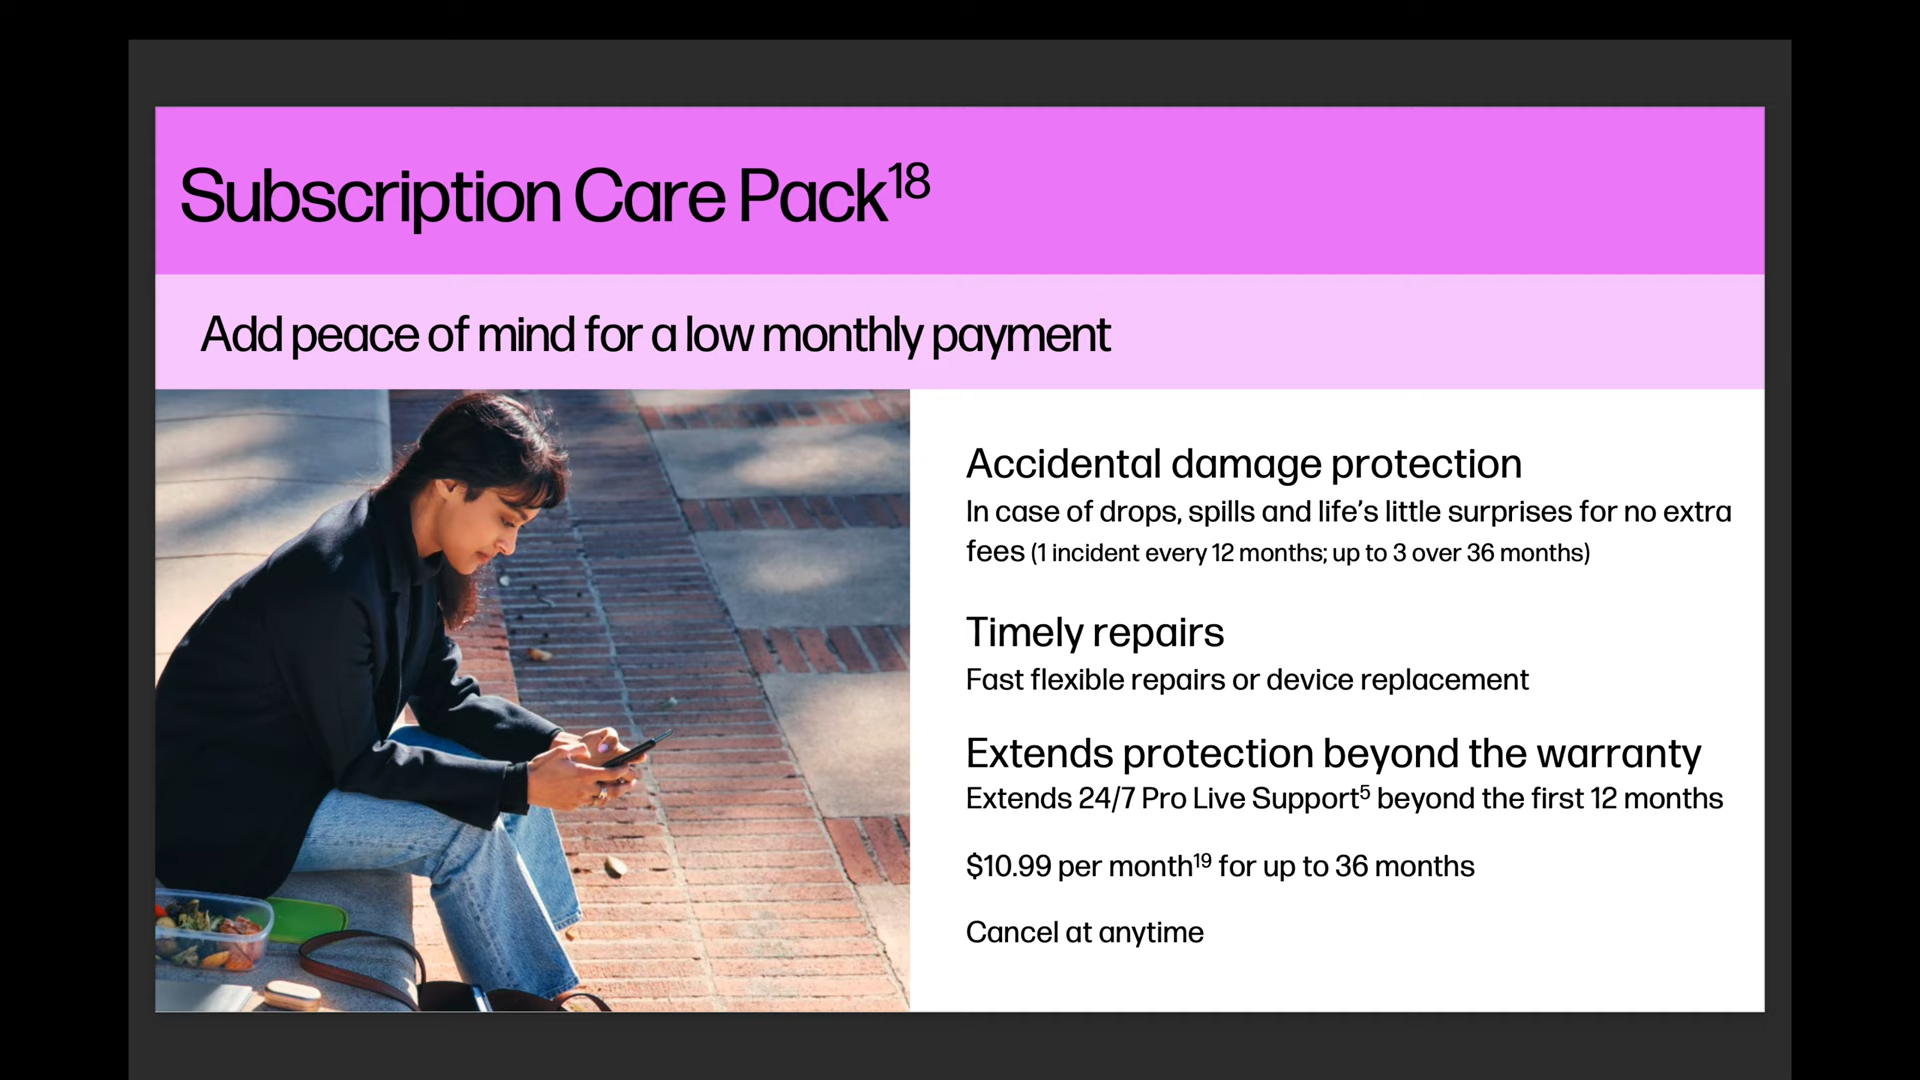 Subscription Care Pack¹⁸
Add peace of mind for a low monthly payment
Accidental damage protection
In case of drops, spills and life’s little surprises for no extra
fees (1 incident every 12 months; up to 3 over 36 months)
Timely repairs
Fast flexible repairs or device replacement
Extends protection beyond the warranty
Extends 24/7 Pro Live Support⁵ beyond the first 12 months
$10.99 per month¹⁹ for up to 36 months
Cancel at anytime